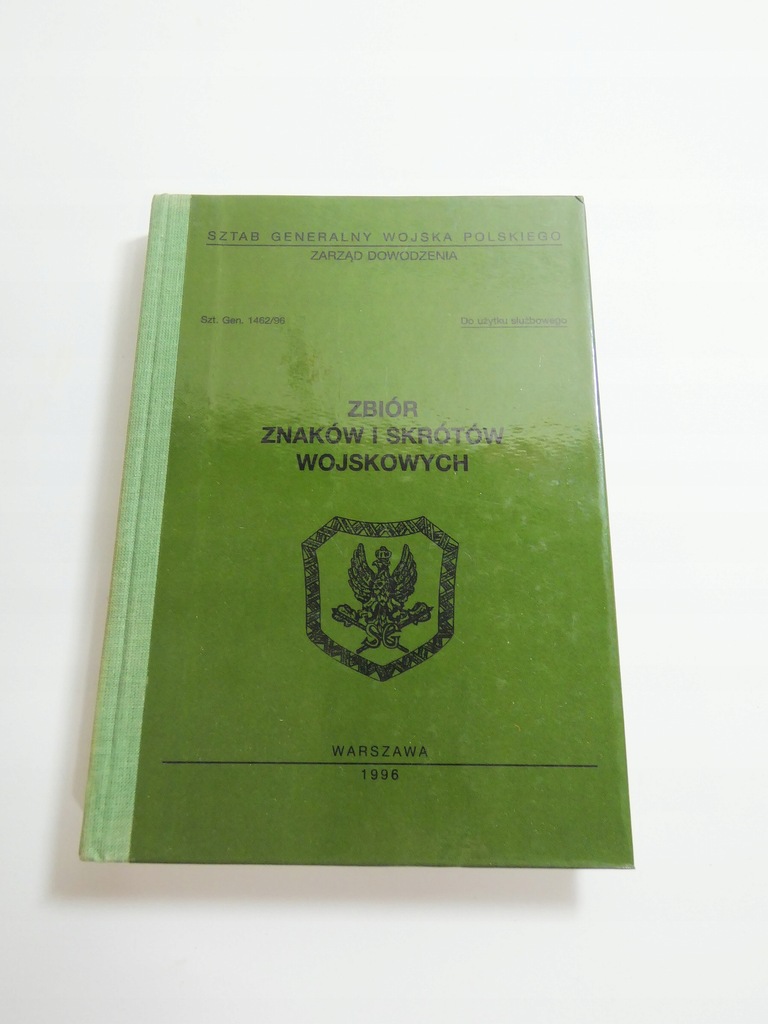 SZTAB GENERALNY WOJSKA POLSKIEGO
ZARZĄD DOWODZENIA
Szt. Gen. 1462/96 Do użytku służbowego
ZBIÓR
ZNAKÓW I SKRÓTÓW
WOJSKOWYCH
SG
WARSZAWA
1996